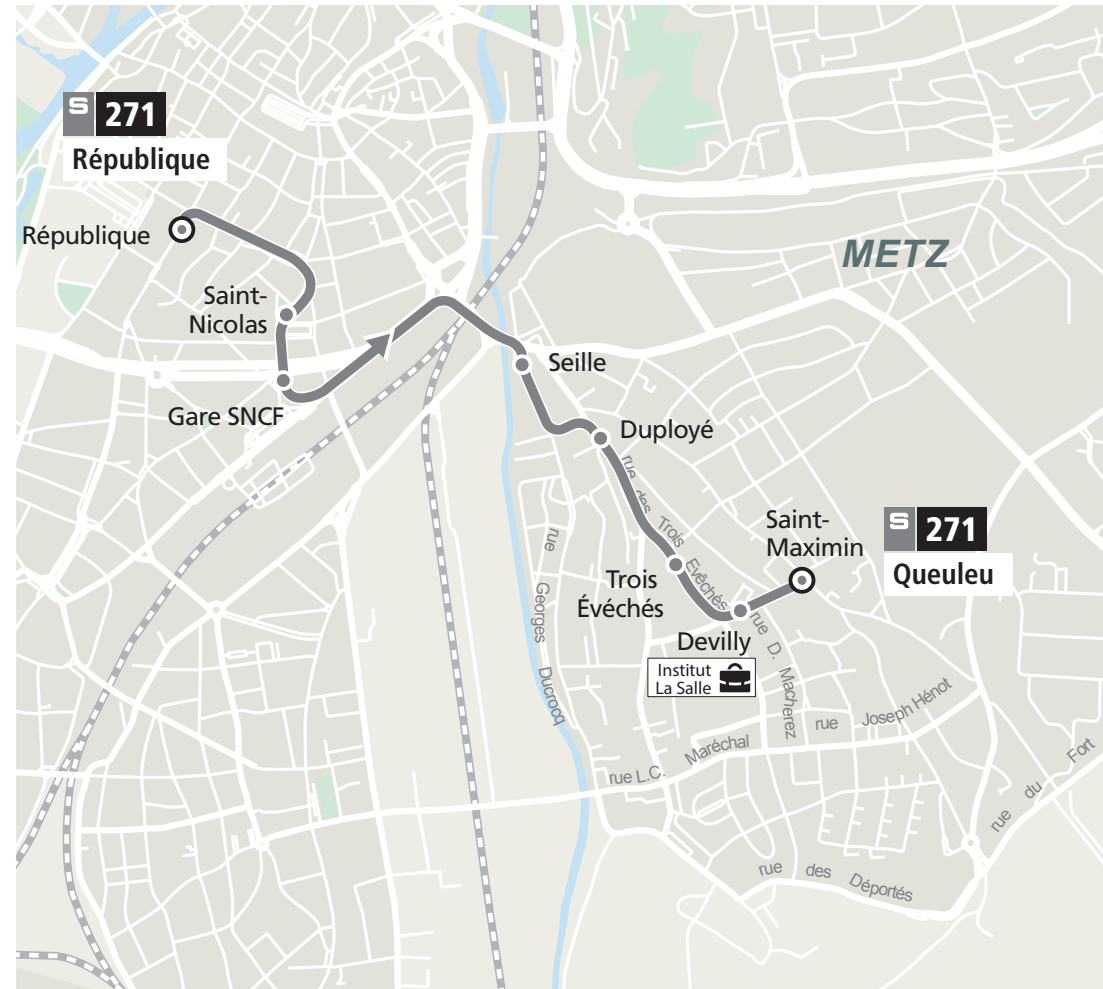 S 271
République
République
Saint-
Nicolas
Gare SNCF
METZ
Seille
Duployé
rue des Trois Evêchés
Saint-
Maximin
S 271
Queuleu
Trois
Évéchés
Devilly
Institut
La Salle
rue Georges Ducrocq
rue D. Macherez
rue Joseph Hénot
rue L.C. Maréchal
rue du Fort
rue des Déportés